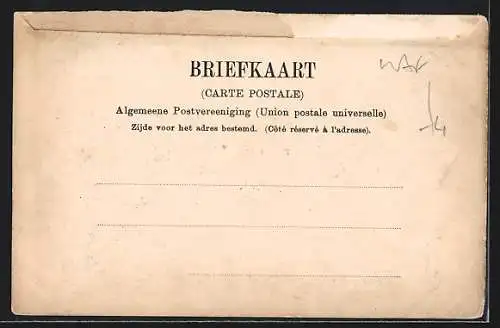 BRIEFKAART
(CARTE POSTALE)
Algemeene Postvereeniging (Union postale universelle)
Zijde voor het adres bestemd. (Côté réservé à l'adresse).